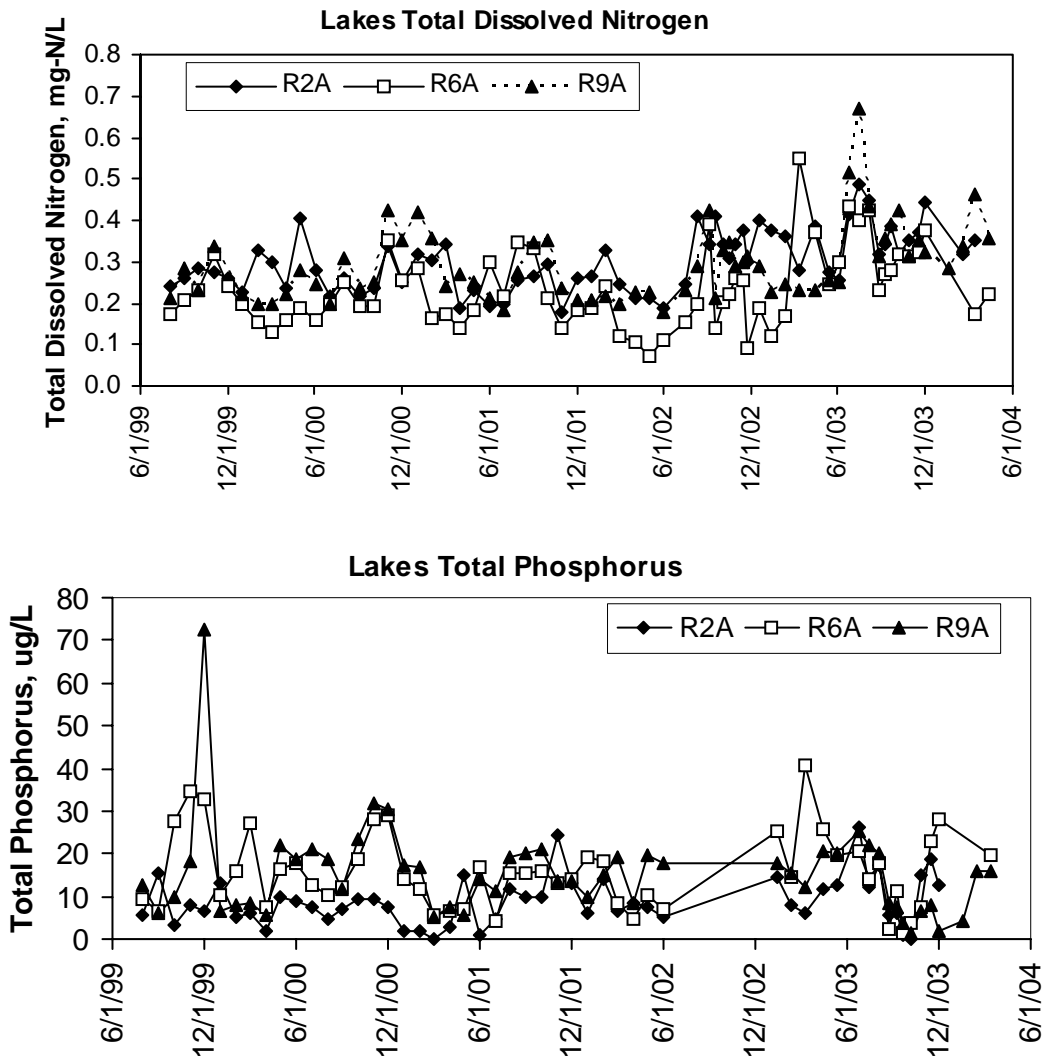 Lakes Total Dissolved Nitrogen
Total Dissolved Nitrogen, mg-N/L
0.8
0.7
0.6
0.5
0.4
0.3
0.2
0.1
0.0
R2A R6A R9A
6/1/99 12/1/99 6/1/00 12/1/00 6/1/01 12/1/01 6/1/02 12/1/02 6/1/03 12/1/03 6/1/04
Lakes Total Phosphorus
Total Phosphorus, ug/L
80
70
60
50
40
30
20
10
0
R2A R6A R9A
6/1/99 12/1/99 6/1/00 12/1/00 6/1/01 12/1/01 6/1/02 12/1/02 6/1/03 12/1/03 6/1/04